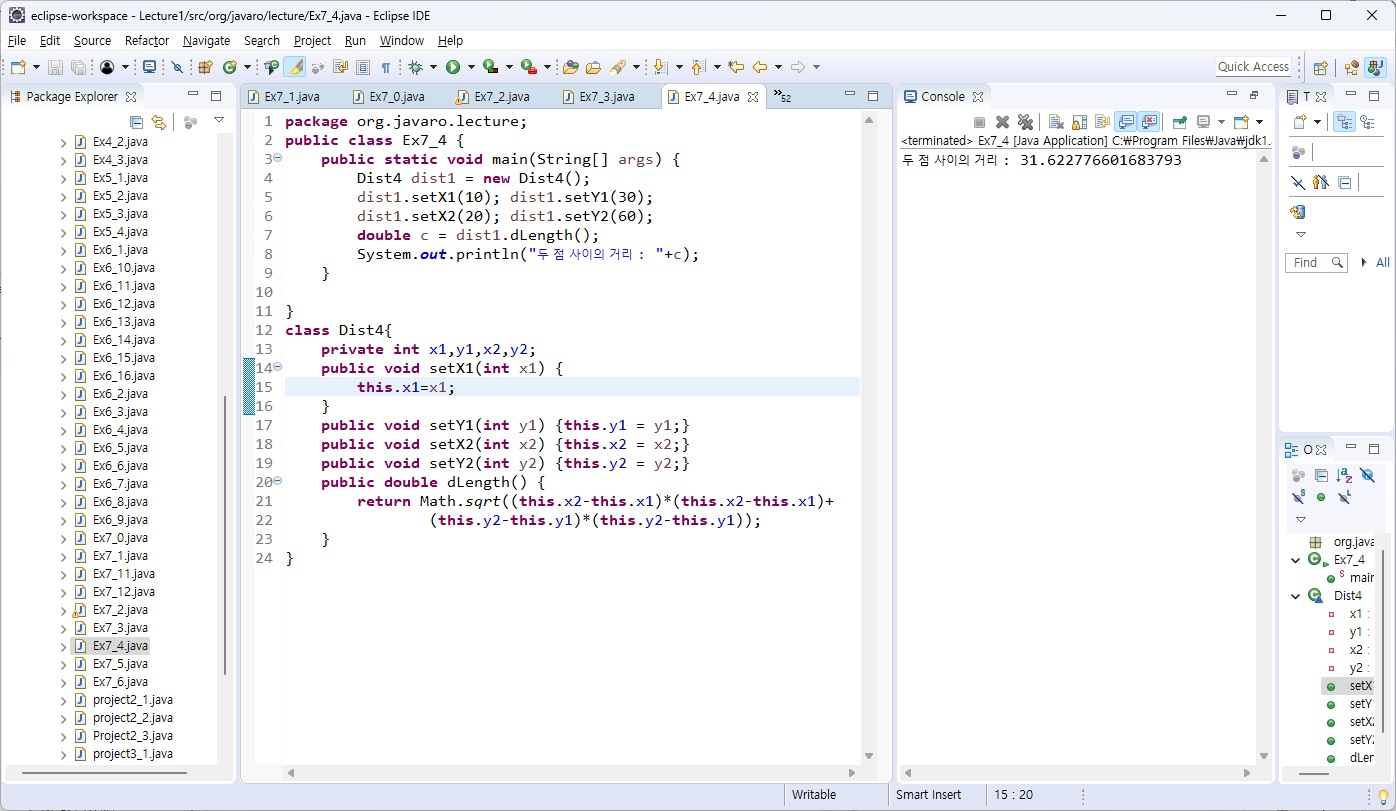 eclipse-workspace - Lecture1/src/org/javaro/lecture/Ex7_4.java - Eclipse IDE
File Edit Source Refactor Navigate Search Project Run Window Help
Quick Access
Package Explorer
Ex4_2.java
Ex4_3.java
Ex5_1.java
Ex5_2.java
Ex5_3.java
Ex5_4.java
Ex6_1.java
Ex6_10.java
Ex6_11.java
Ex6_12.java
Ex6_13.java
Ex6_14.java
Ex6_15.java
Ex6_16.java
Ex6_2.java
Ex6_3.java
Ex6_4.java
Ex6_5.java
Ex6_6.java
Ex6_7.java
Ex6_8.java
Ex6_9.java
Ex7_0.java
Ex7_1.java
Ex7_11.java
Ex7_12.java
Ex7_2.java
Ex7_3.java
Ex7_4.java
Ex7_5.java
Ex7_6.java
project2_1.java
project2_2.java
Project2_3.java
project3_1.java
Ex7_1.java Ex7_0.java Ex7_2.java Ex7_3.java Ex7_4.java »52
1 package org.javaro.lecture;
2 public class Ex7_4 {
3 public static void main(String[] args) {
4 Dist4 dist1 = new Dist4();
5 dist1.setX1(10); dist1.setY1(30);
6 dist1.setX2(20); dist1.setY2(60);
7 double c = dist1.dLength();
8 System.out.println("두 점 사이의 거리 : "+c);
9 }
10
11 }
12 class Dist4{
13 private int x1,y1,x2,y2;
14 public void setX1(int x1) {
15 this.x1=x1;
16 }
17 public void setY1(int y1) {this.y1 = y1;}
18 public void setX2(int x2) {this.x2 = x2;}
19 public void setY2(int y2) {this.y2 = y2;}
20 public double dLength() {
21 return Math.sqrt((this.x2-this.x1)*(this.x2-this.x1)+
22 (this.y2-this.y1)*(this.y2-this.y1));
23 }
24 }
Console
<terminated> Ex7_4 [Java Application] C:₩Program Files₩Java₩jdk1.
두 점 사이의 거리 : 31.622776601683793
T
Find All
O
org.java
Ex7_4
main
Dist4
x1 :
y1 :
x2 :
y2 :
setX1
setY
setX2
setY2
dLen
Writable Smart Insert 15 : 20